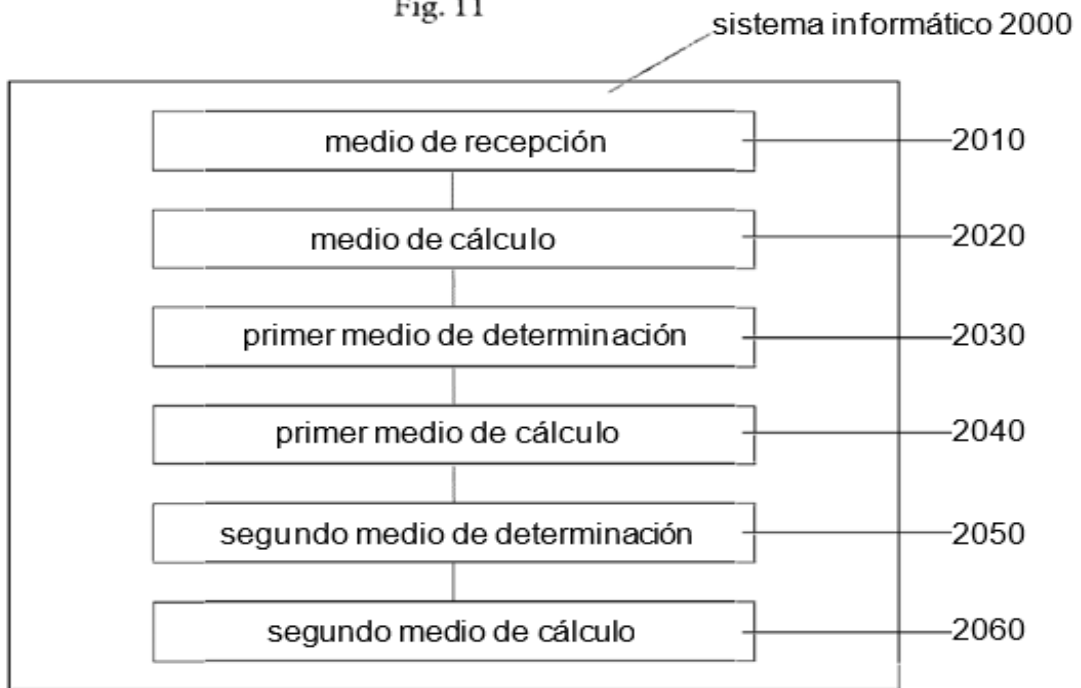 Fig. 11
sistema informático 2000
medio de recepción 2010
medio de cálculo 2020
primer medio de determinación 2030
primer medio de cálculo 2040
segundo medio de determinación 2050
segundo medio de cálculo 2060